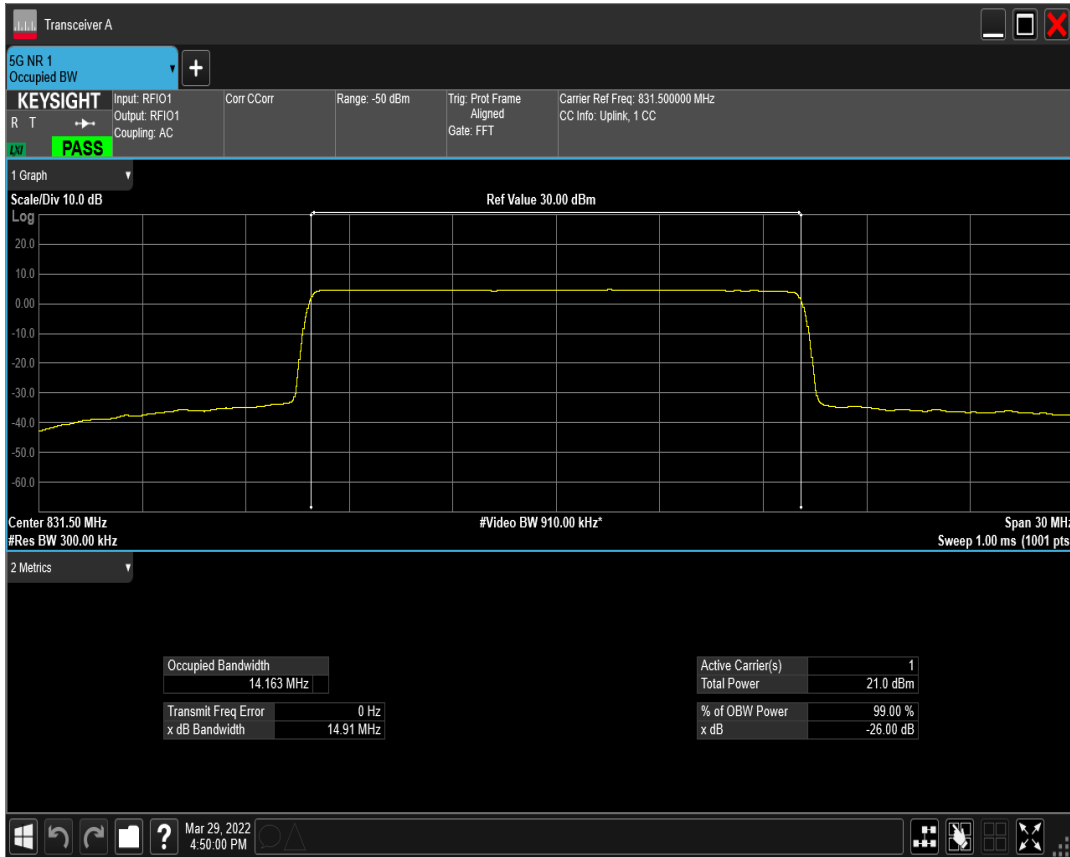 Transceiver A
5G NR 1
Occupied BW
KEYSIGHT
R T
LXI
PASS
Input: RFIO1
Output: RFIO1
Coupling: AC
Corr CCorr
Range: -50 dBm
Trig: Prot Frame
Aligned
Gate: FFT
Carrier Ref Freq: 831.500000 MHz
CC Info: Uplink, 1 CC
1 Graph
Scale/Div 10.0 dB
Ref Value 30.00 dBm
Log
20.0
10.0
0.00
-10.0
-20.0
-30.0
-40.0
-50.0
-60.0
Center 831.50 MHz
#Video BW 910.00 kHz*
Span 30 MHz
#Res BW 300.00 kHz
Sweep 1.00 ms (1001 pts
2 Metrics
Occupied Bandwidth
14.163 MHz
Transmit Freq Error 0 Hz
x dB Bandwidth 14.91 MHz
Active Carrier(s) 1
Total Power 21.0 dBm
% of OBW Power 99.00 %
x dB -26.00 dB
?
Mar 29, 2022
4:50:00 PM